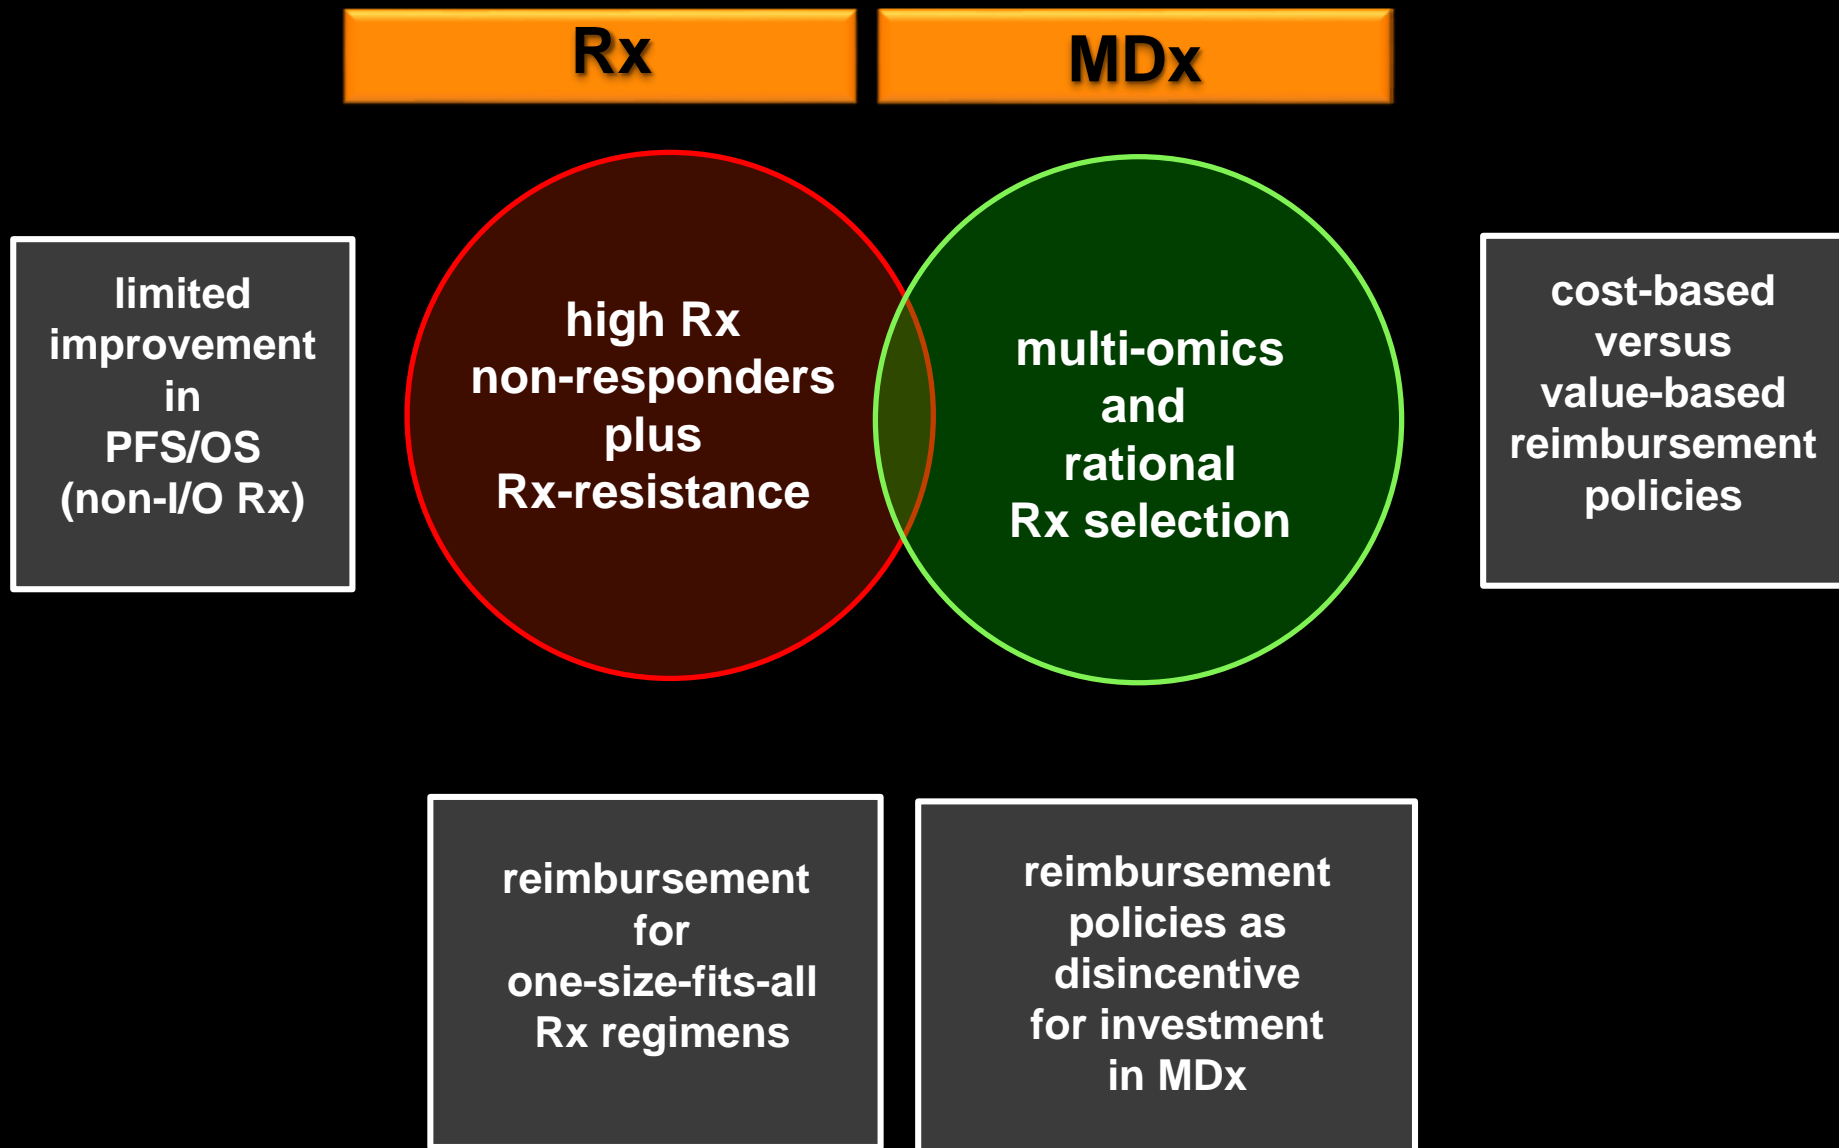 Rx
MDx
limited
improvement
in
PFS/OS
(non-I/O Rx)
high Rx
non-responders
plus
Rx-resistance
multi-omics
and
rational
Rx selection
cost-based
versus
value-based
reimbursement
policies
reimbursement
for
one-size-fits-all
Rx regimens
reimbursement
policies as
disincentive
for investment
in MDx